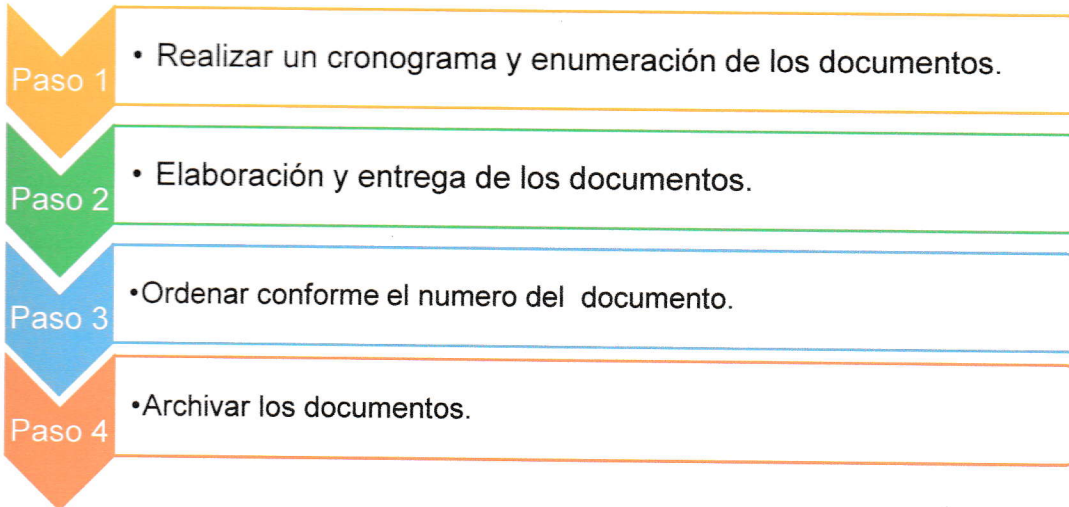 Paso 1
• Realizar un cronograma y enumeración de los documentos.
Paso 2
• Elaboración y entrega de los documentos.
Paso 3
•Ordenar conforme el numero del documento.
Paso 4
•Archivar los documentos.